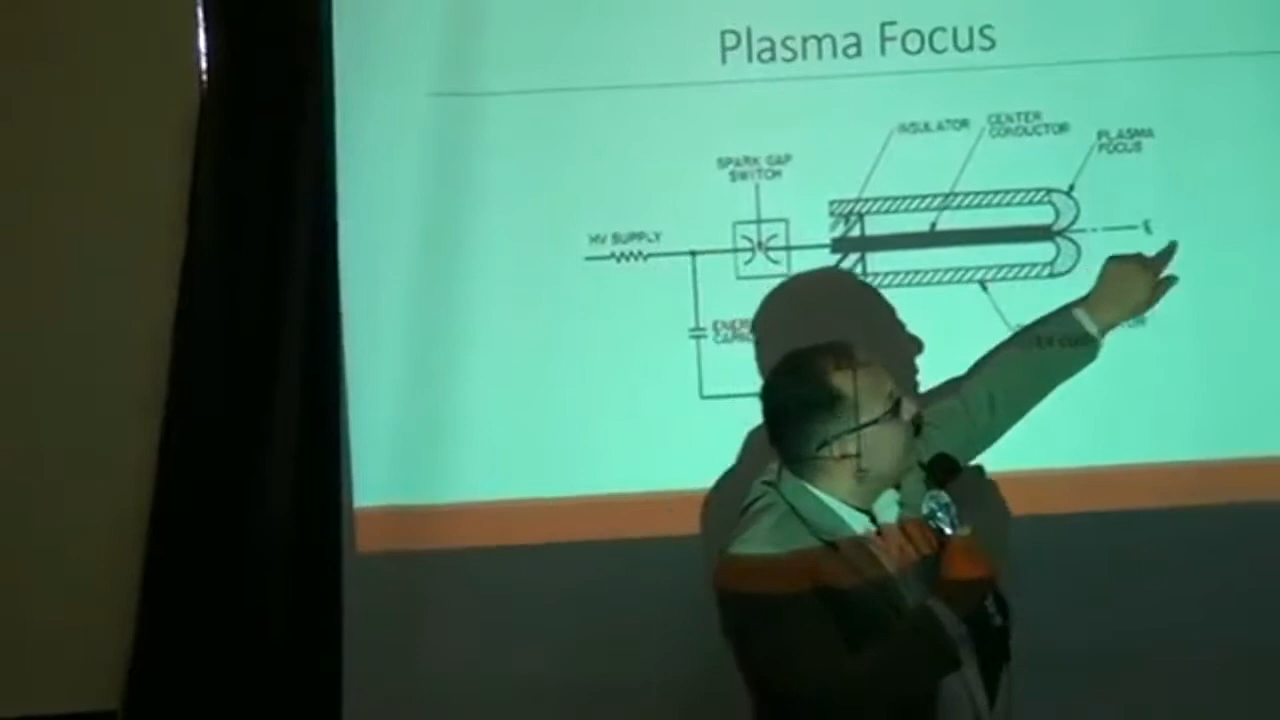 Plasma Focus
INSULATOR
CENTER
CONDUCTOR
PLASMA
FOCUS
SPARK GAP
SWITCH
HV SUPPLY